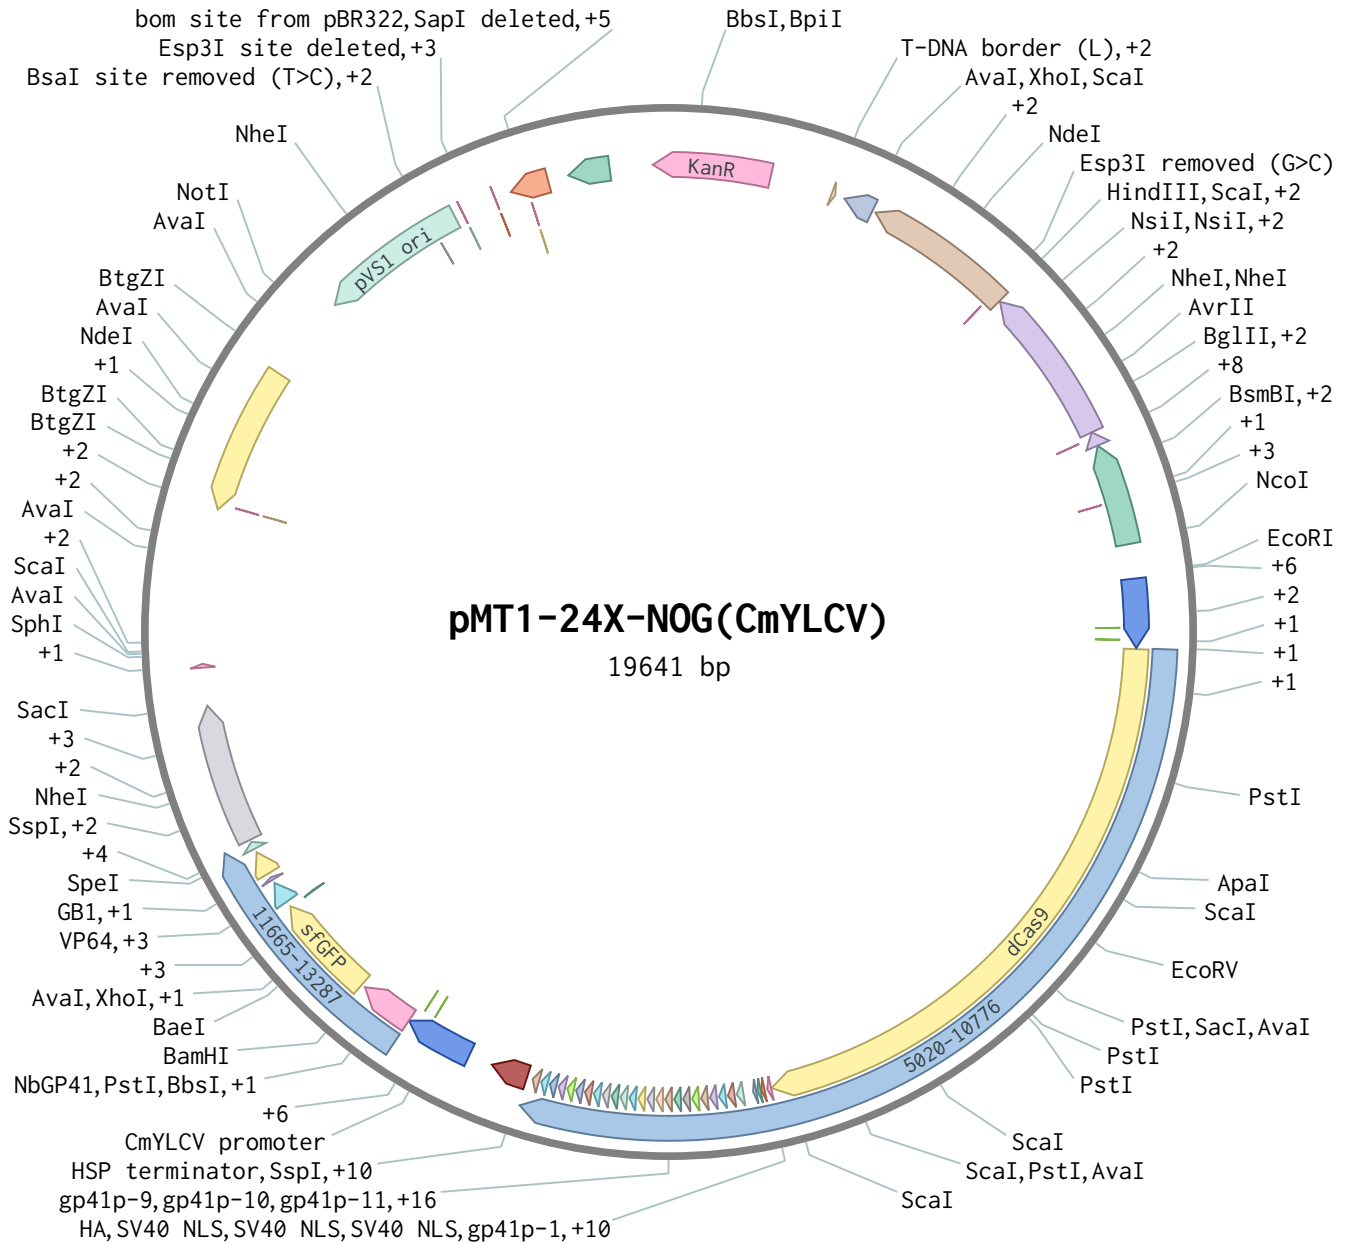 bom site from pBR322, SapI deleted, +5
Esp3I site deleted, +3
BsaI site removed (T>C), +2
NheI
NotI
AvaI
BtgZI
AvaI
NdeI
+1
BtgZI
BtgZI
+2
+2
AvaI
+2
ScaI
AvaI
SphI
+1
SacI
+3
+2
NheI
SspI, +2
+4
SpeI
GB1, +1
VP64, +3
+3
AvaI, XhoI, +1
BaeI
BamHI
NbGP41, PstI, BbsI, +1
+6
CmYLCV promoter
HSP terminator, SspI, +10
gp41p-9, gp41p-10, gp41p-11, +16
HA, SV40 NLS, SV40 NLS, SV40 NLS, gp41p-1, +10
BbsI, BpiI
T-DNA border (L), +2
AvaI, XhoI, ScaI
+2
NdeI
Esp3I removed (G>C)
HindIII, ScaI, +2
NsiI, NsiI, +2
+2
NheI, NheI
AvrII
BglII, +2
+8
BsmBI, +2
+1
+3
NcoI
EcoRI
+6
+2
+1
+1
+1
PstI
ApaI
ScaI
EcoRV
PstI, SacI, AvaI
PstI
PstI
ScaI
ScaI, PstI, AvaI
ScaI
KanR
pVS1 ori
pMT1-24X-NOG(CmYLCV)
19641 bp
dCas9
5020-10776
sfGFP
11665-13287